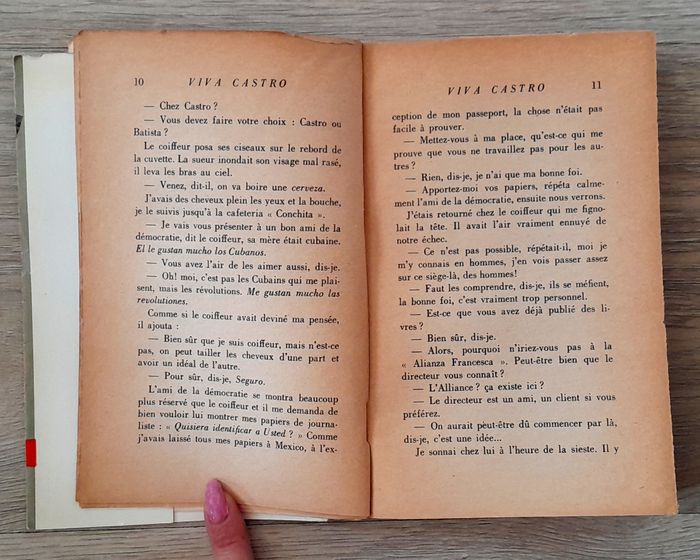 10 VIVA CASTRO
— Chez Castro ?
— Vous devez faire votre choix : Castro ou
Batista ?
Le coiffeur posa ses ciseaux sur le rebord de
la cuvette. La sueur inondait son visage mal rasé,
il leva les bras au ciel.
— Venez, dit-il, on va boire une cerveza.
J'avais des cheveux plein les yeux et la bouche,
je le suivis jusqu'à la cafeteria « Conchita ».
— Je vais vous présenter à un bon ami de la
démocratie, dit le coiffeur, sa mère était cubaine.
El le gustan mucho los Cubanos.
— Vous avez l'air de les aimer aussi, dis-je.
— Oh! moi, c'est pas les Cubains qui me plai-
sent, mais les révolutions. Me gustan mucho las
revolutiones.
Comme si le coiffeur avait deviné ma pensée,
il ajouta :
— Bien sûr que je suis coiffeur, mais n'est-ce
pas, on peut tailler les cheveux d'une part et
avoir un idéal de l'autre.
— Pour sûr, dis-je, Seguro.
L'ami de la démocratie se montra beaucoup
plus réservé que le coiffeur et il me demanda de
bien vouloir lui montrer mes papiers de journa-
liste : « Quisiera identificar a Usted ? » Comme
j'avais laissé tous mes papiers à Mexico, à l'ex-
VIVA CASTRO 11
ception de mon passeport, la chose n'était pas
facile à prouver.
— Mettez-vous à ma place, qu'est-ce qui me
prouve que vous ne travaillez pas pour les au-
tres ?
— Rien, dis-je, je n'ai que ma bonne foi.
— Apportez-moi vos papiers, répéta calme-
ment l'ami de la démocratie, ensuite nous verrons.
J'étais retourné chez le coiffeur qui me figno-
lait la tête. Il avait l'air vraiment ennuyé de
notre échec.
— Ce n'est pas possible, répétait-il, moi je
m'y connais en hommes, j'en vois passer assez
sur ce siège-là, des hommes!
— Faut les comprendre, dis-je, ils se méfient,
la bonne foi, c'est vraiment trop personnel.
— Est-ce que vous avez déjà publié des li-
vres ?
— Bien sûr, dis-je.
— Alors, pourquoi n'iriez-vous pas à la
« Alianza Francesca ». Peut-être bien que le
directeur vous connaît ?
— L'Alliance ? ça existe ici ?
— Le directeur est un ami, un client si vous
préférez.
— On aurait peut-être dû commencer par là,
dis-je, c'est une idée...
Je sonnai chez lui à l'heure de la sieste. Il y